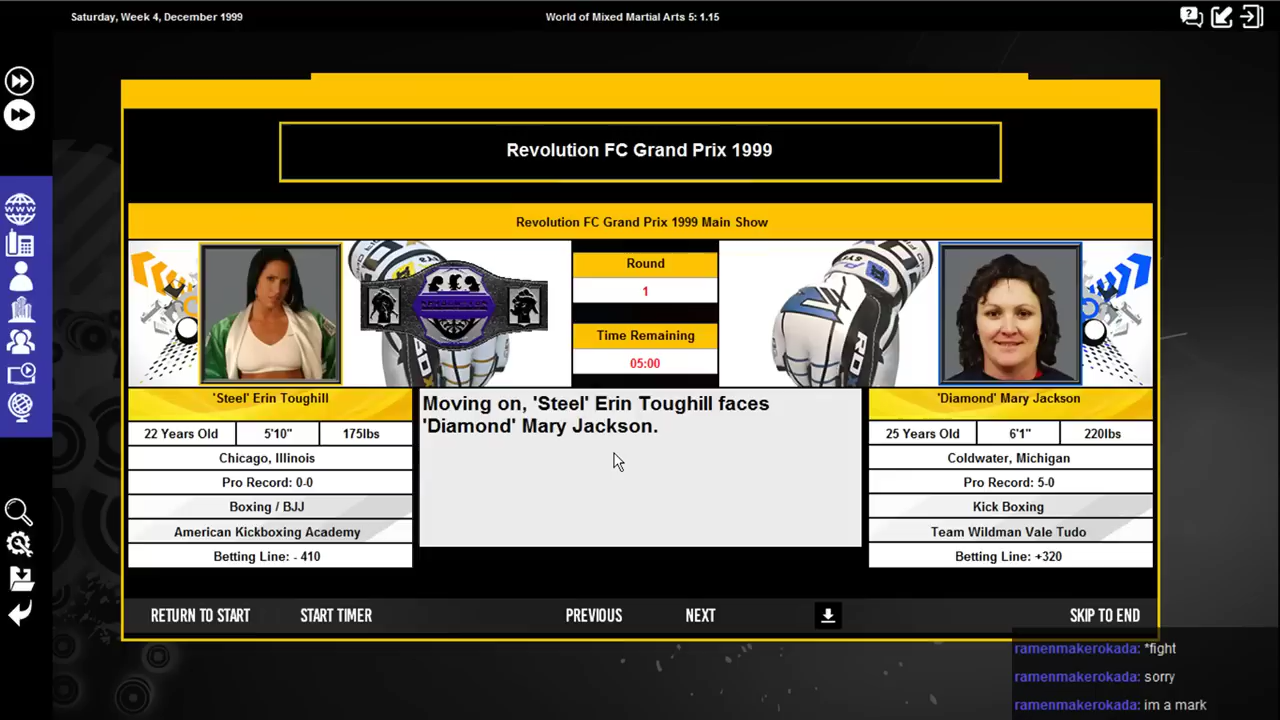 Saturday, Week 4, December 1999
World of Mixed Martial Arts 5: 1.15
Revolution FC Grand Prix 1999
Revolution FC Grand Prix 1999 Main Show
Round
1
Time Remaining
05:00
'Steel' Erin Toughill
22 Years Old
5'10"
175lbs
Chicago, Illinois
Pro Record: 0-0
Boxing / BJJ
American Kickboxing Academy
Betting Line: - 410
Moving on, 'Steel' Erin Toughill faces
'Diamond' Mary Jackson.
'Diamond' Mary Jackson
25 Years Old
6'1"
220lbs
Coldwater, Michigan
Pro Record: 5-0
Kick Boxing
Team Wildman Vale Tudo
Betting Line: +320
RETURN TO START
START TIMER
PREVIOUS
NEXT
SKIP TO END
ramenmakerokada: *fight
ramenmakerokada: sorry
ramenmakerokada: im a mark
WWW
RDX